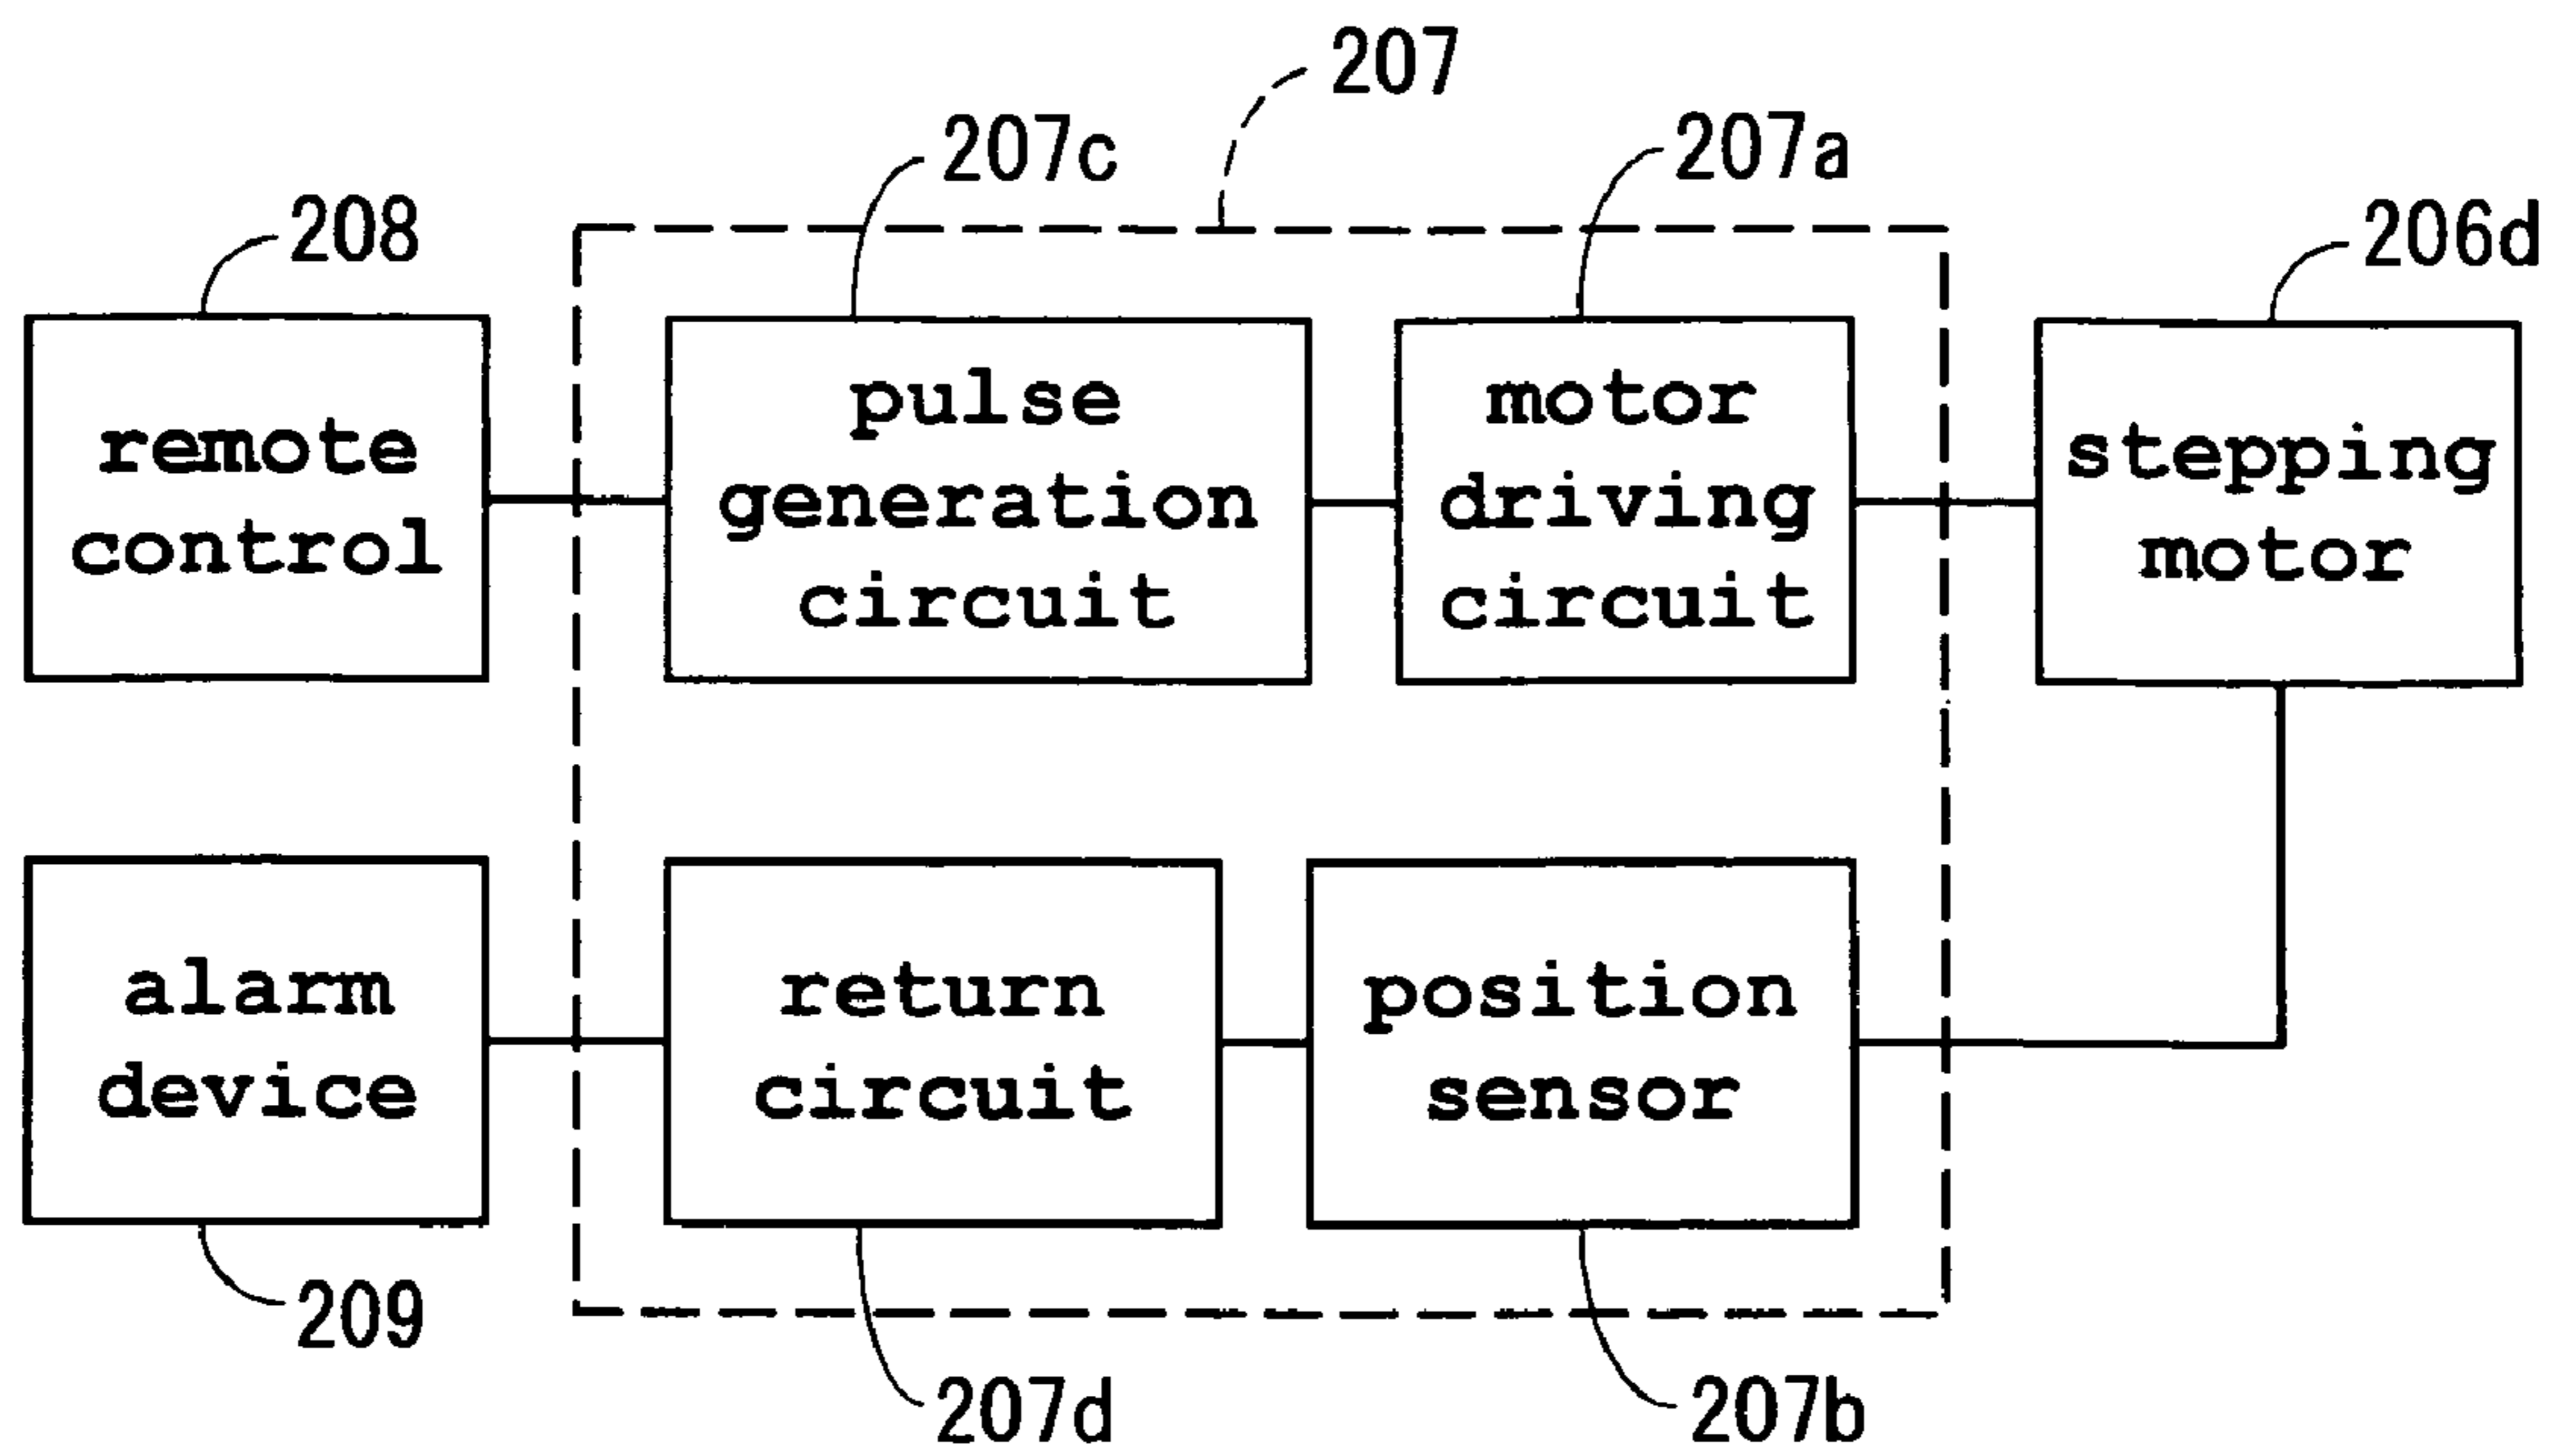 207
207c
207a
208
206d
remote
control
pulse
generation
circuit
motor
driving
circuit
stepping
motor
alarm
device
return
circuit
position
sensor
209
207d
207b